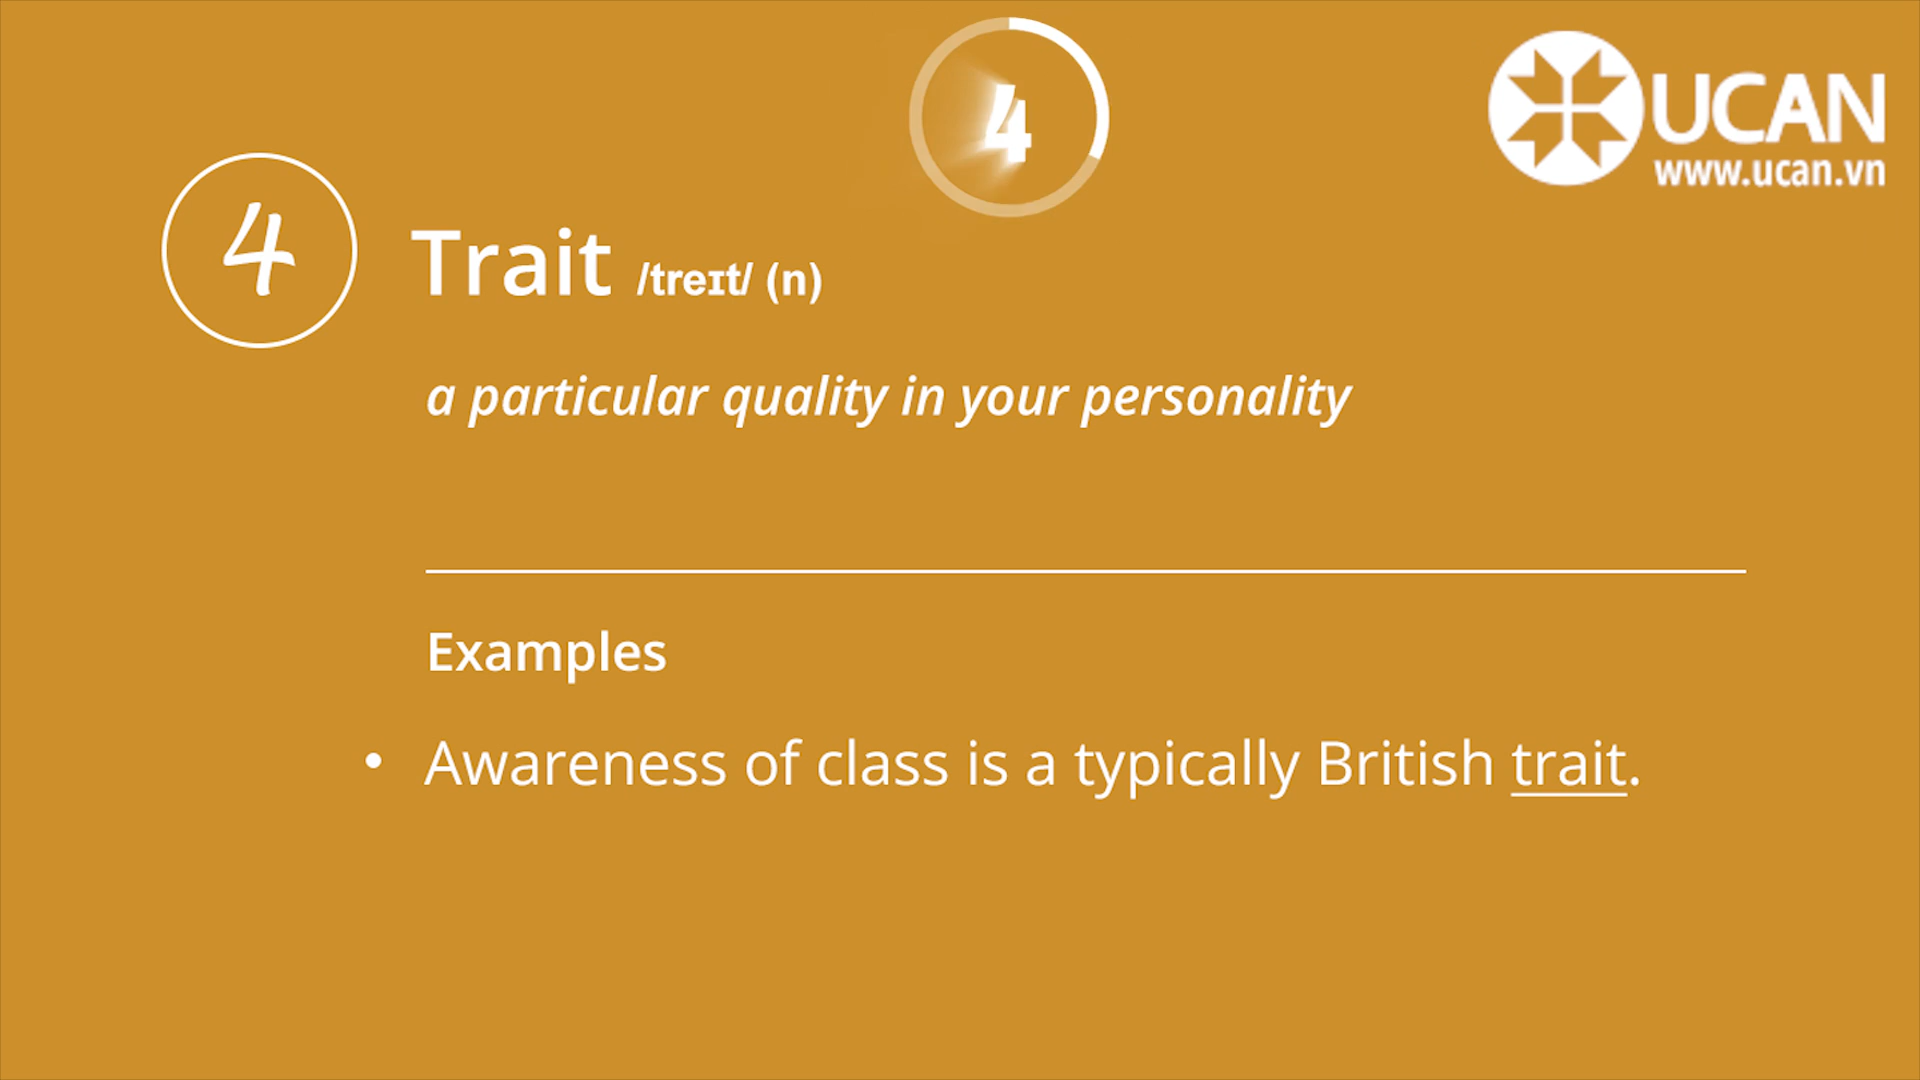 4
UCAN
www.ucan.vn
4
Trait /treɪt/ (n)
a particular quality in your personality
Examples
• Awareness of class is a typically British trait.